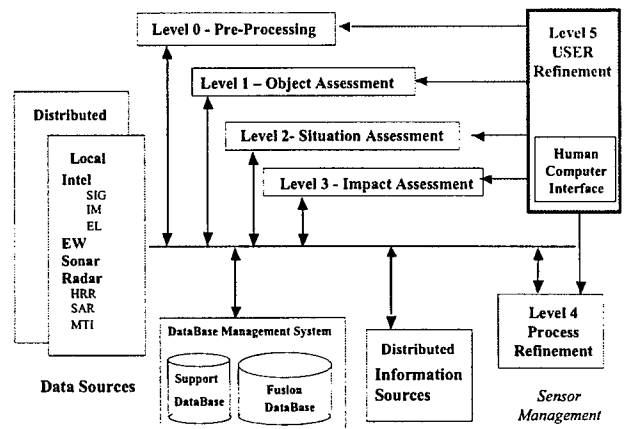 Level 0 - Pre-Processing
Level 5
USER
Refinement
Level 1 – Object Assessment
Distributed
Level 2- Situation Assessment
Local
Human
Computer
Interface
Intel
Level 3 - Impact Assessment
SIG
IM
EL
EW
Sonar
Radar
HRR
SAR
MTI
DataBase Management System
Support
DataBase
Fusion
DataBase
Distributed
Information
Sources
Level 4
Process
Refinement
Data Sources
Sensor
Management